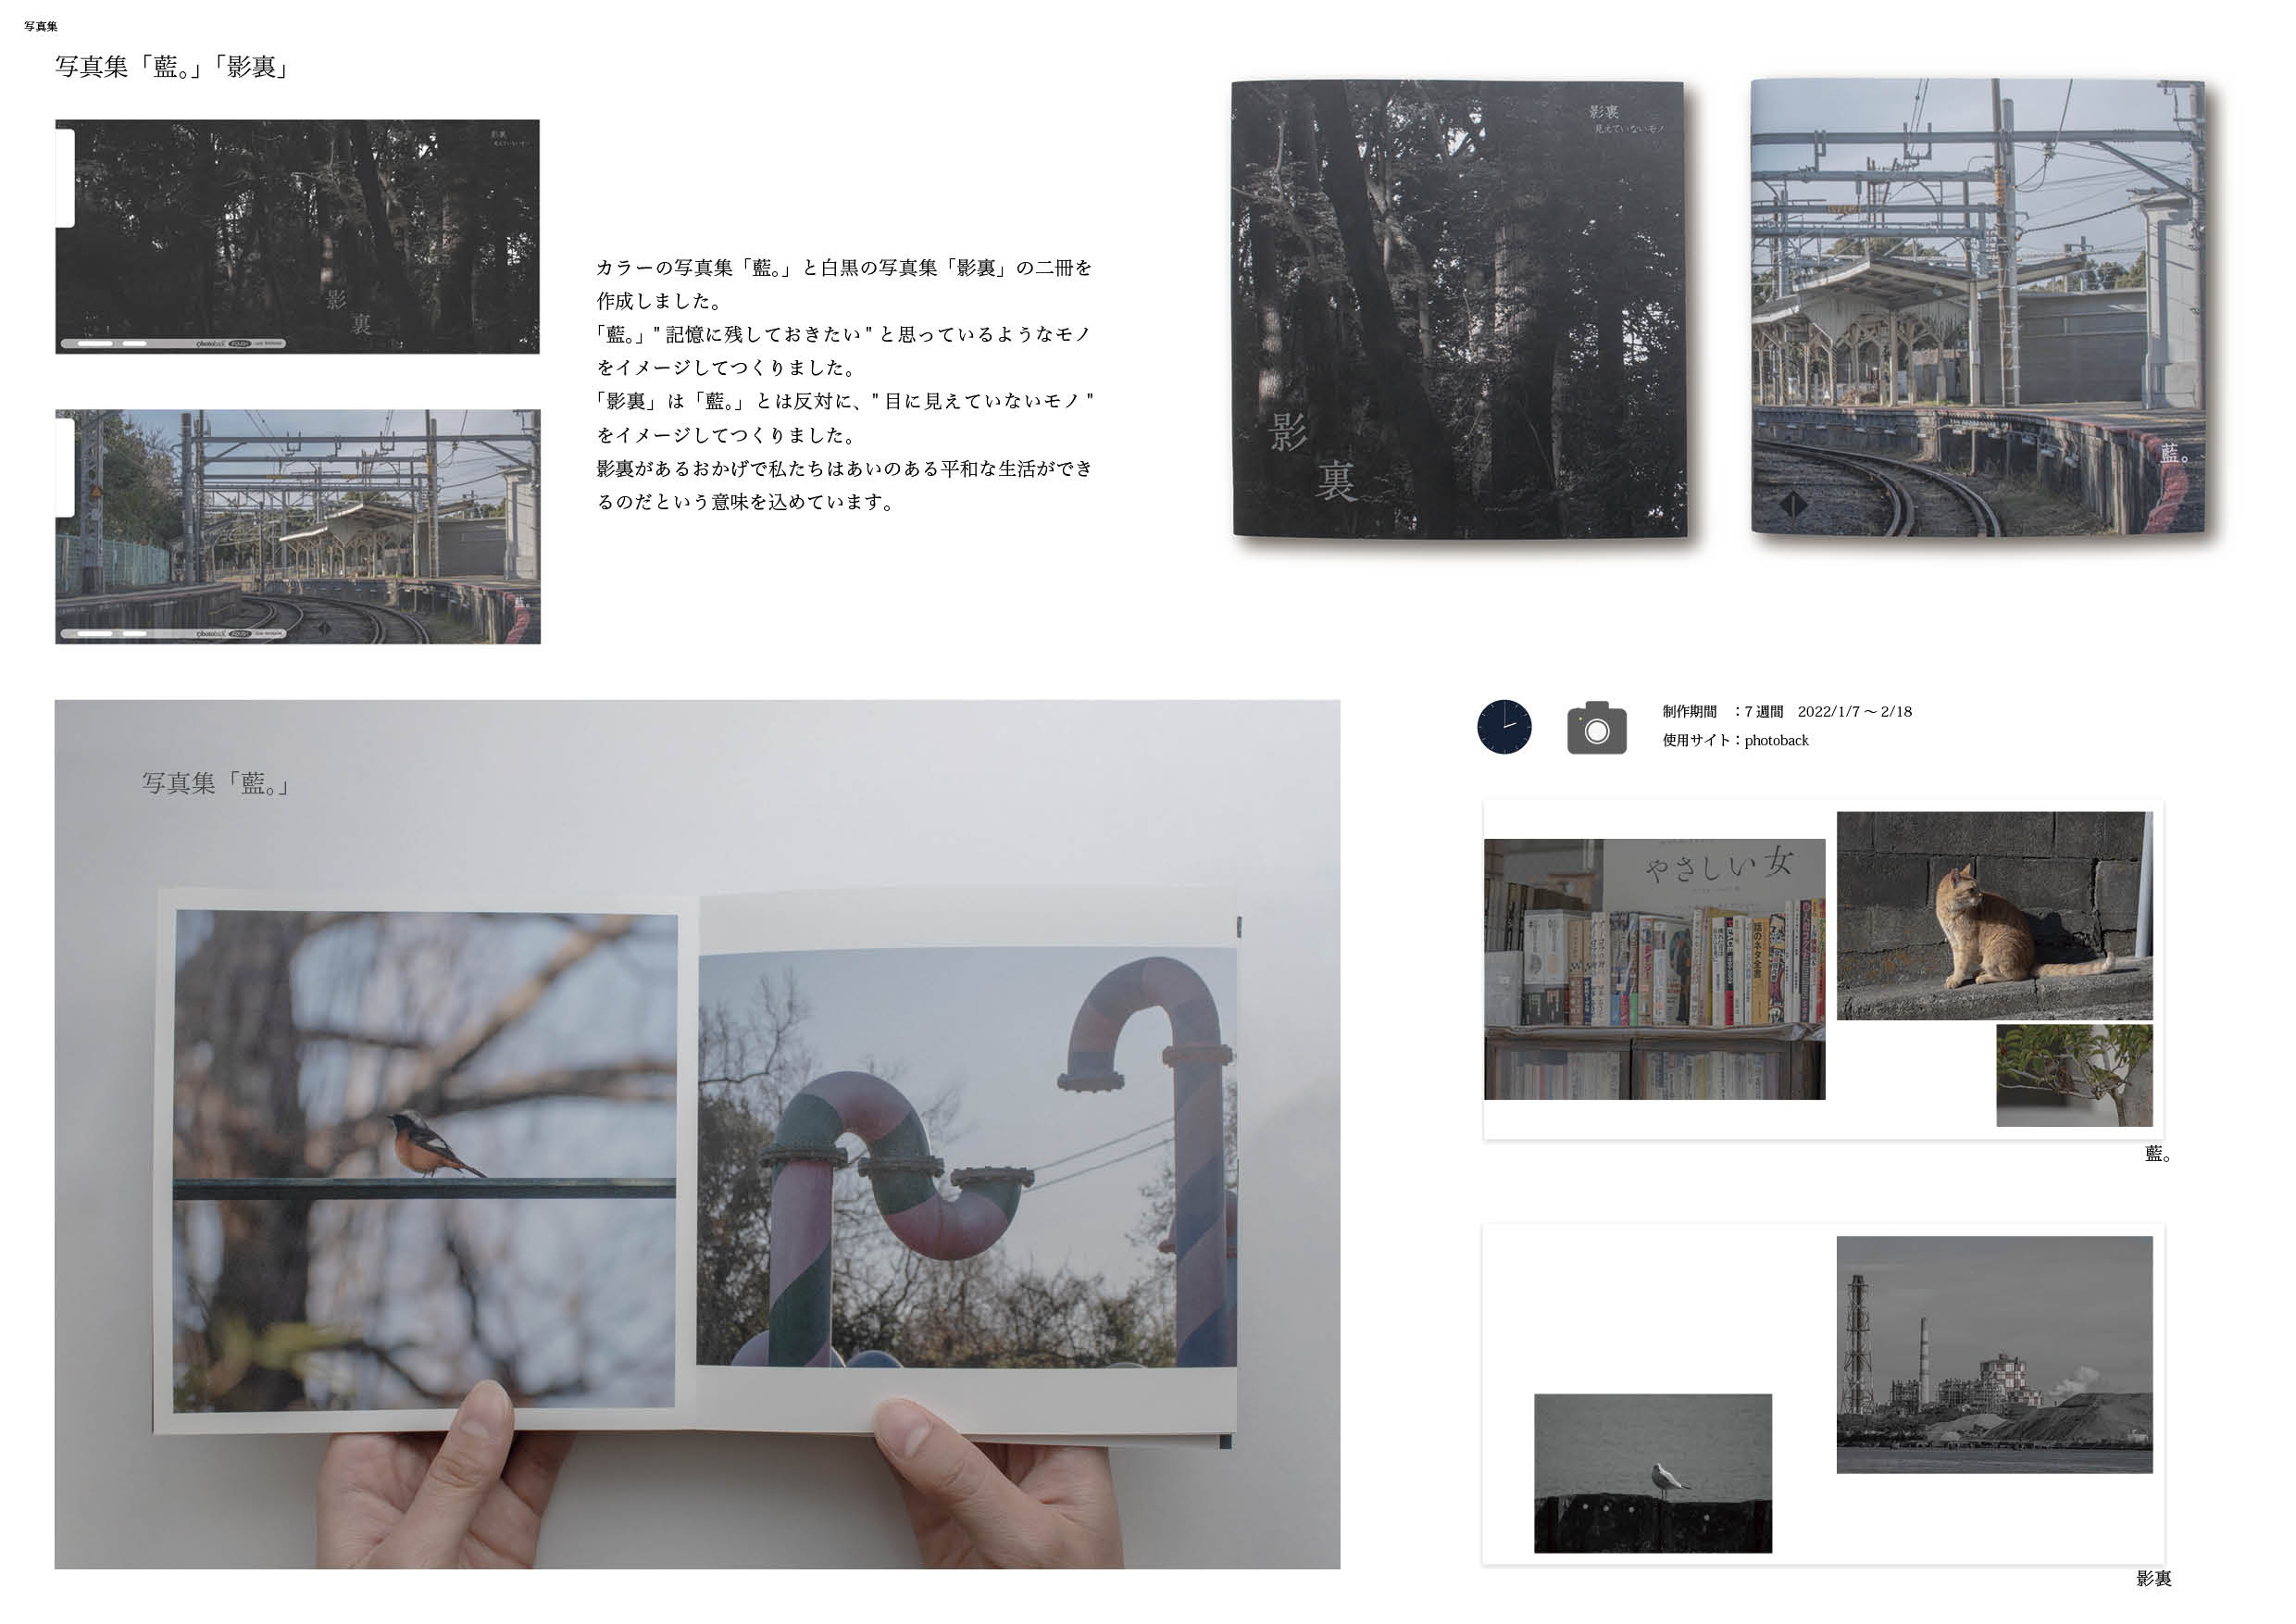 写真集
写真集「藍。」「影裏」
影裏
見えていないモノ
影
裏
photoback
藍。
photoback
カラーの写真集「藍。」と白黒の写真集「影裏」の二冊を
作成しました。
「藍。」"記憶に残しておきたい"と思っているようなモノ
をイメージしてつくりました。
「影裏」は「藍。」とは反対に、"目に見えていないモノ"
をイメージしてつくりました。
影裏があるおかげで私たちはあいのある平和な生活ができ
るのだという意味を込めています。
影裏
見えていないモノ
影
裏
藍。
制作期間　：7 週間　2022/1/7 〜 2/18
使用サイト：photoback
写真集「藍。」
やさしい女
話のネタ全書
藍。
影裏